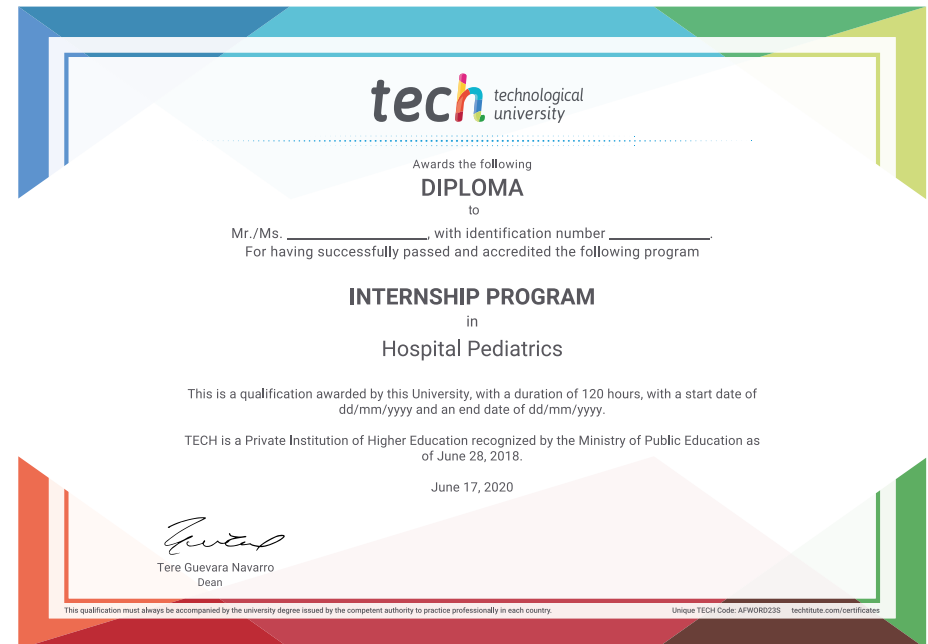 tech technological
university
Awards the following
DIPLOMA
to
Mr./Ms. ____________________, with identification number ______________.
For having successfully passed and accredited the following program
INTERNSHIP PROGRAM
in
Hospital Pediatrics
This is a qualification awarded by this University, with a duration of 120 hours, with a start date of
dd/mm/yyyy and an end date of dd/mm/yyyy.
TECH is a Private Institution of Higher Education recognized by the Ministry of Public Education as
of June 28, 2018.
June 17, 2020
Tere Guevara Navarro
Dean
This qualification must always be accompanied by the university degree issued by the competent authority to practice professionally in each country. Unique TECH Code: AFWORD23S techtitute.com/certificates